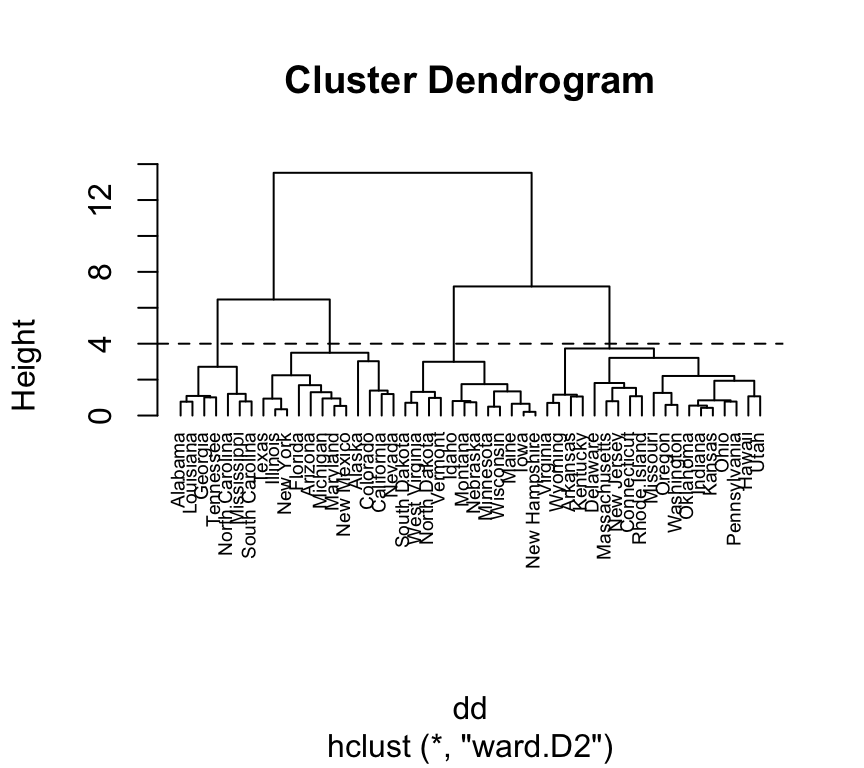 Cluster Dendrogram
Height
0
4
8
12
Alabama
Louisiana
Georgia
Tennessee
North Carolina
Mississippi
South Carolina
Texas
Illinois
New York
Florida
Arizona
Michigan
Maryland
New Mexico
Alaska
Colorado
California
Nevada
South Dakota
West Virginia
North Dakota
Vermont
Idaho
Montana
Nebraska
Minnesota
Wisconsin
Maine
Iowa
New Hampshire
Virginia
Wyoming
Arkansas
Kentucky
Delaware
Massachusetts
New Jersey
Connecticut
Rhode Island
Missouri
Oregon
Washington
Oklahoma
Indiana
Kansas
Ohio
Pennsylvania
Hawaii
Utah
dd
hclust (*, "ward.D2")